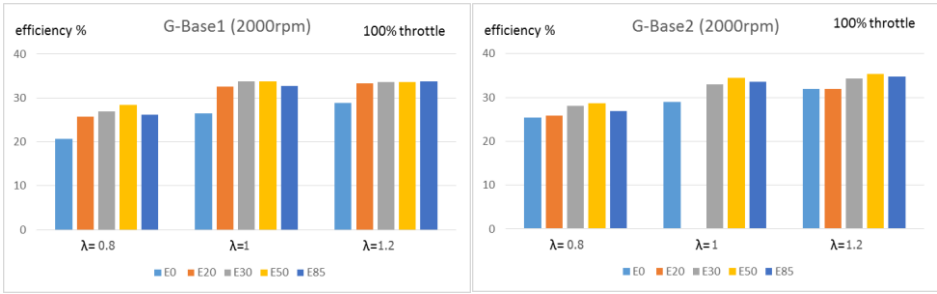 efficiency %
G-Base1 (2000rpm)
100% throttle
40
30
20
10
0
λ= 0.8
λ=1
λ=1.2
E0 E20 E30 E50 E85
efficiency %
G-Base2 (2000rpm)
100% throttle
40
30
20
10
0
λ= 0.8
λ=1
λ=1.2
E0 E20 E30 E50 E85